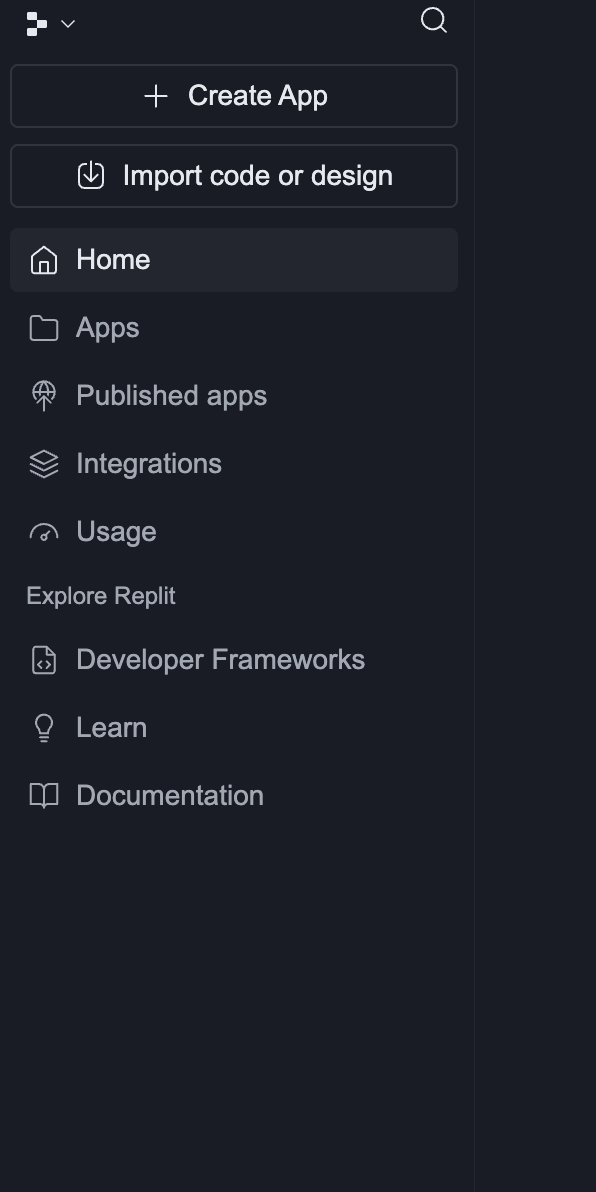 Create App
Import code or design
Home
Apps
Published apps
Integrations
Usage
Explore Replit
Developer Frameworks
Learn
Documentation